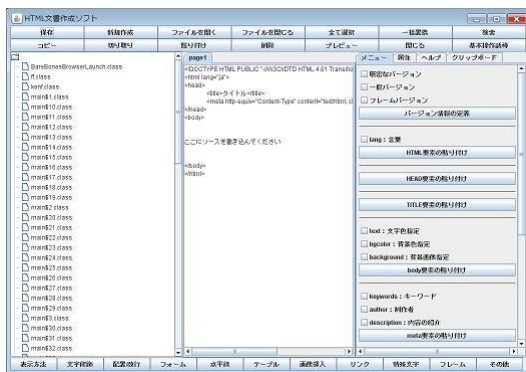 HTML文書作成ソフト
保存 新規作成 ファイルを開く ファイルを閉じる 全て選択 一括置換 検索
コピー 切り取り 貼り付け 削除 プレビュー 閉じる 基本操作試験
page1
メニュー 属性 ヘルプ クリップボード
BareBonesBrowserLaunch.class
ff.class
main$1.class
main$10.class
main$11.class
main$12.class
main$13.class
main$14.class
main$15.class
main$16.class
main$17.class
main$18.class
main$19.class
main$2.class
main$20.class
main$21.class
main$22.class
main$23.class
main$24.class
main$25.class
main$26.class
main$27.class
main$28.class
main$29.class
main$3.class
main$30.class
main$31.class
main$32.class
<!DOCTYPE HTML PUBLIC "-//W3C//DTD HTML 4.01 Transitio
<html lang="ja">
<head>
<title>タイトル</title>
<meta http-equiv="Content-Type" content="text/html; c
</head>
<body>
ここにソースを書き込んでください
</body>
</html>
厳密なバージョン
一般バージョン
フレームバージョン
バージョン情報の定義
lang：言葉
HTML要素の貼り付け
HEAD要素の貼り付け
TITLE要素の貼り付け
text：文字色指定
bgcolor：背景色指定
background：背景画像指定
body要素の貼り付け
keywords：キーワード
author：制作者
description：内容の紹介
meta要素の貼り付け
表示方法 文字修飾 配置/改行 フォーム 水平線 テーブル 画像挿入 リンク 特殊文字 フレーム その他